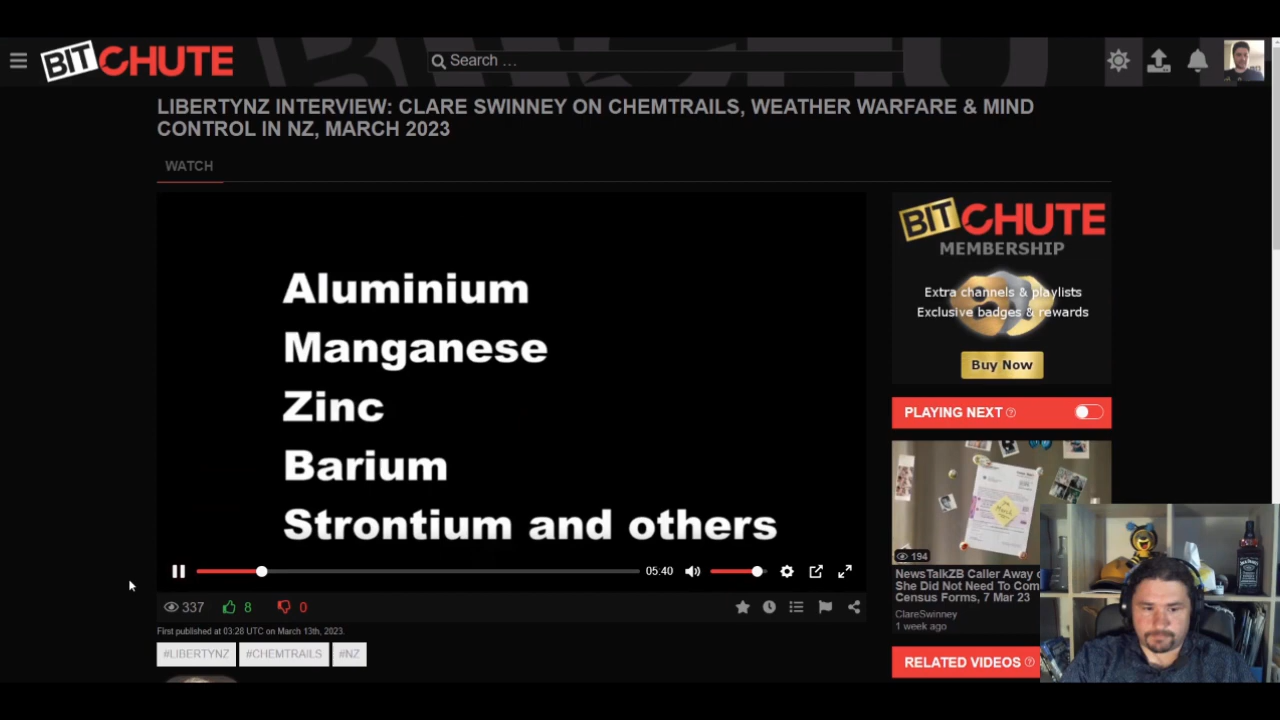 BITCHUTE
Search ...
LIBERTYNZ INTERVIEW: CLARE SWINNEY ON CHEMTRAILS, WEATHER WARFARE & MIND
CONTROL IN NZ, MARCH 2023
WATCH
Aluminium
Manganese
Zinc
Barium
Strontium and others
05:40
337
8
0
First published at 03:28 UTC on March 13th, 2023.
#LIBERTYNZ
#CHEMTRAILS
#NZ
BITCHUTE
MEMBERSHIP
Extra channels & playlists
Exclusive badges & rewards
Buy Now
PLAYING NEXT
194
NewsTalkZB Caller Away
She Did Not Need To Com
Census Forms, 7 Mar 23
ClareSwinney
1 week ago
RELATED VIDEOS